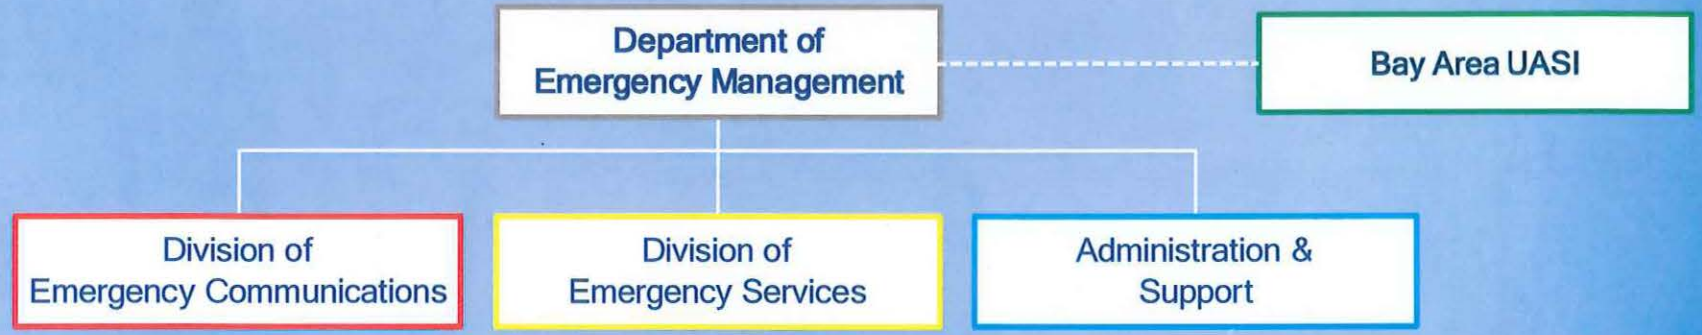 Department of
Emergency Management
Bay Area UASI
Division of
Emergency Communications
Division of
Emergency Services
Administration &
Support